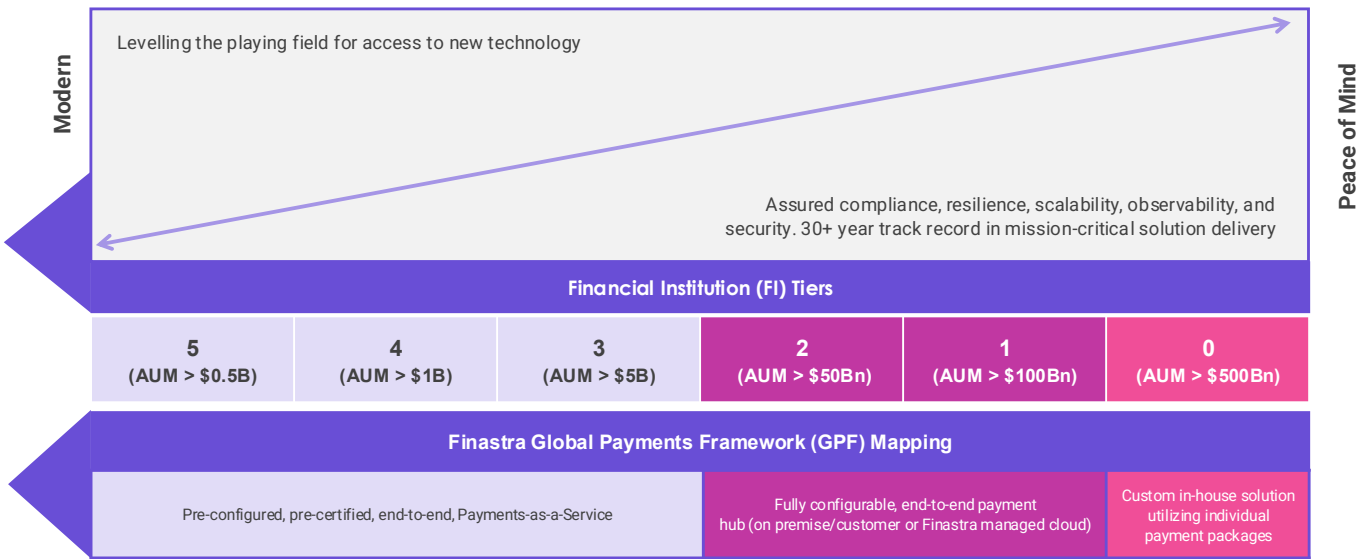 Modern
Levelling the playing field for access to new technology
Peace of Mind
Assured compliance, resilience, scalability, observability, and
security. 30+ year track record in mission-critical solution delivery
Financial Institution (FI) Tiers
5
(AUM > $0.5B)
4
(AUM > $1B)
3
(AUM > $5B)
2
(AUM > $50Bn)
1
(AUM > $100Bn)
0
(AUM > $500Bn)
Finastra Global Payments Framework (GPF) Mapping
Pre-configured, pre-certified, end-to-end, Payments-as-a-Service
Fully configurable, end-to-end payment
hub (on premise/customer or Finastra managed cloud)
Custom in-house solution
utilizing individual
payment packages